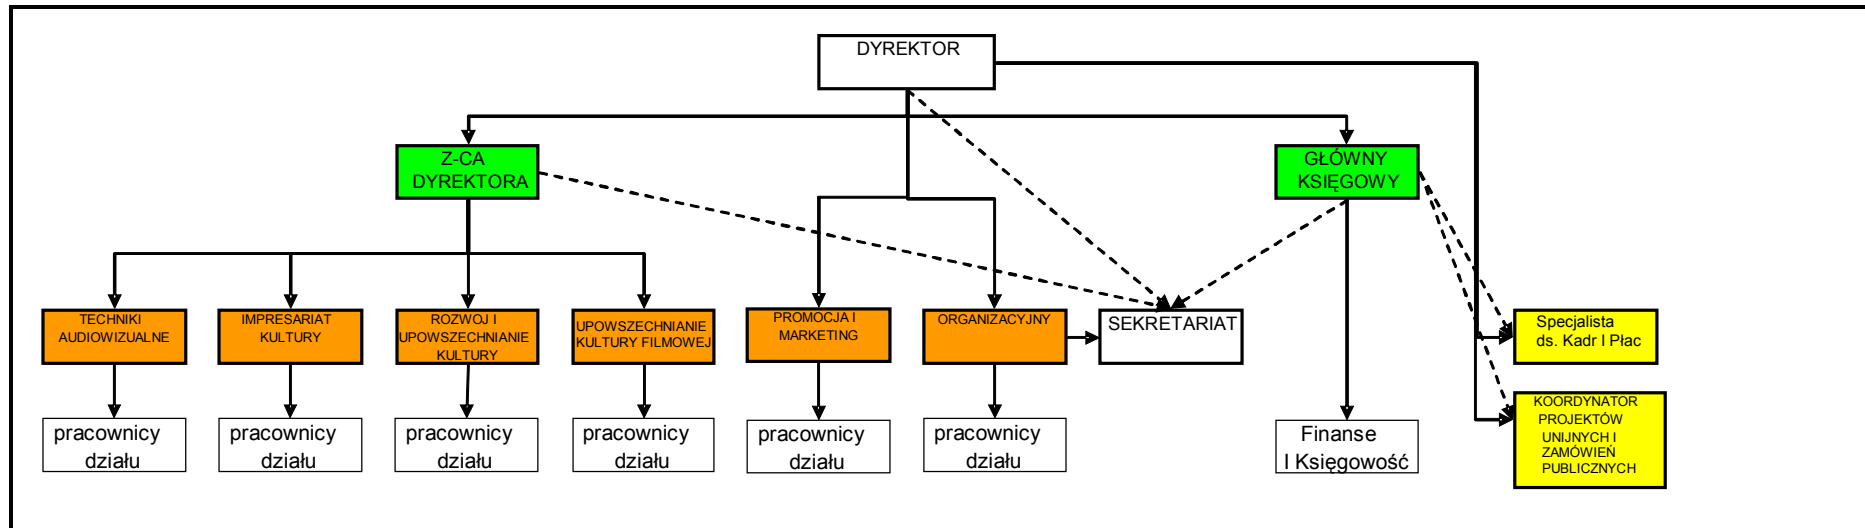 DYREKTOR
Z-CA
DYREKTORA
GŁÓWNY
KSIĘGOWY
TECHNIKI
AUDIOWIZUALNE
IMPRESARIAT
KULTURY
ROZWOJ I
UPOWSZECHNIANIE
KULTURY
UPOWSZECHNIANIE
KULTURY FILMOWEJ
PROMOCJA I
MARKETING
ORGANIZACYJNY
SEKRETARIAT
Specjalista
ds. Kadr I Płac
KOORDYNATOR
PROJEKTÓW
UNIJNYCH I
ZAMÓWIEŃ
PUBLICZNYCH
pracownicy
działu
pracownicy
działu
pracownicy
działu
pracownicy
działu
pracownicy
działu
pracownicy
działu
Finanse
I Księgowość